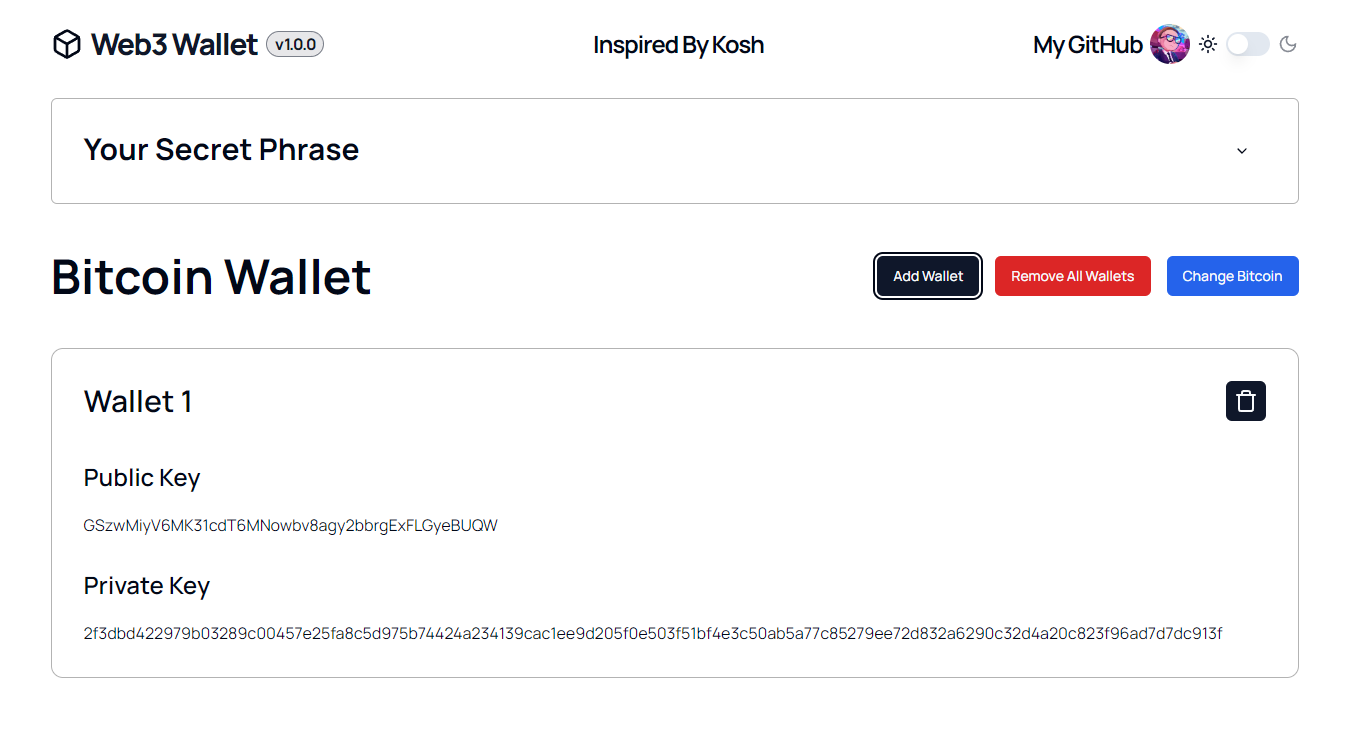 Web3 Wallet v1.0.0 Inspired By Kosh My GitHub
Your Secret Phrase
Bitcoin Wallet Add Wallet Remove All Wallets Change Bitcoin
Wallet 1
Public Key
GSzwMiyV6MK31cdT6MNowbv8agy2bbrgExFLGyeBUQW
Private Key
2f3dbd422979b03289c00457e25fa8c5d975b74424a234139cac1ee9d205f0e503f51bf4e3c50ab5a77c85279ee72d832a6290c32d4a20c823f96ad7d7dc913f